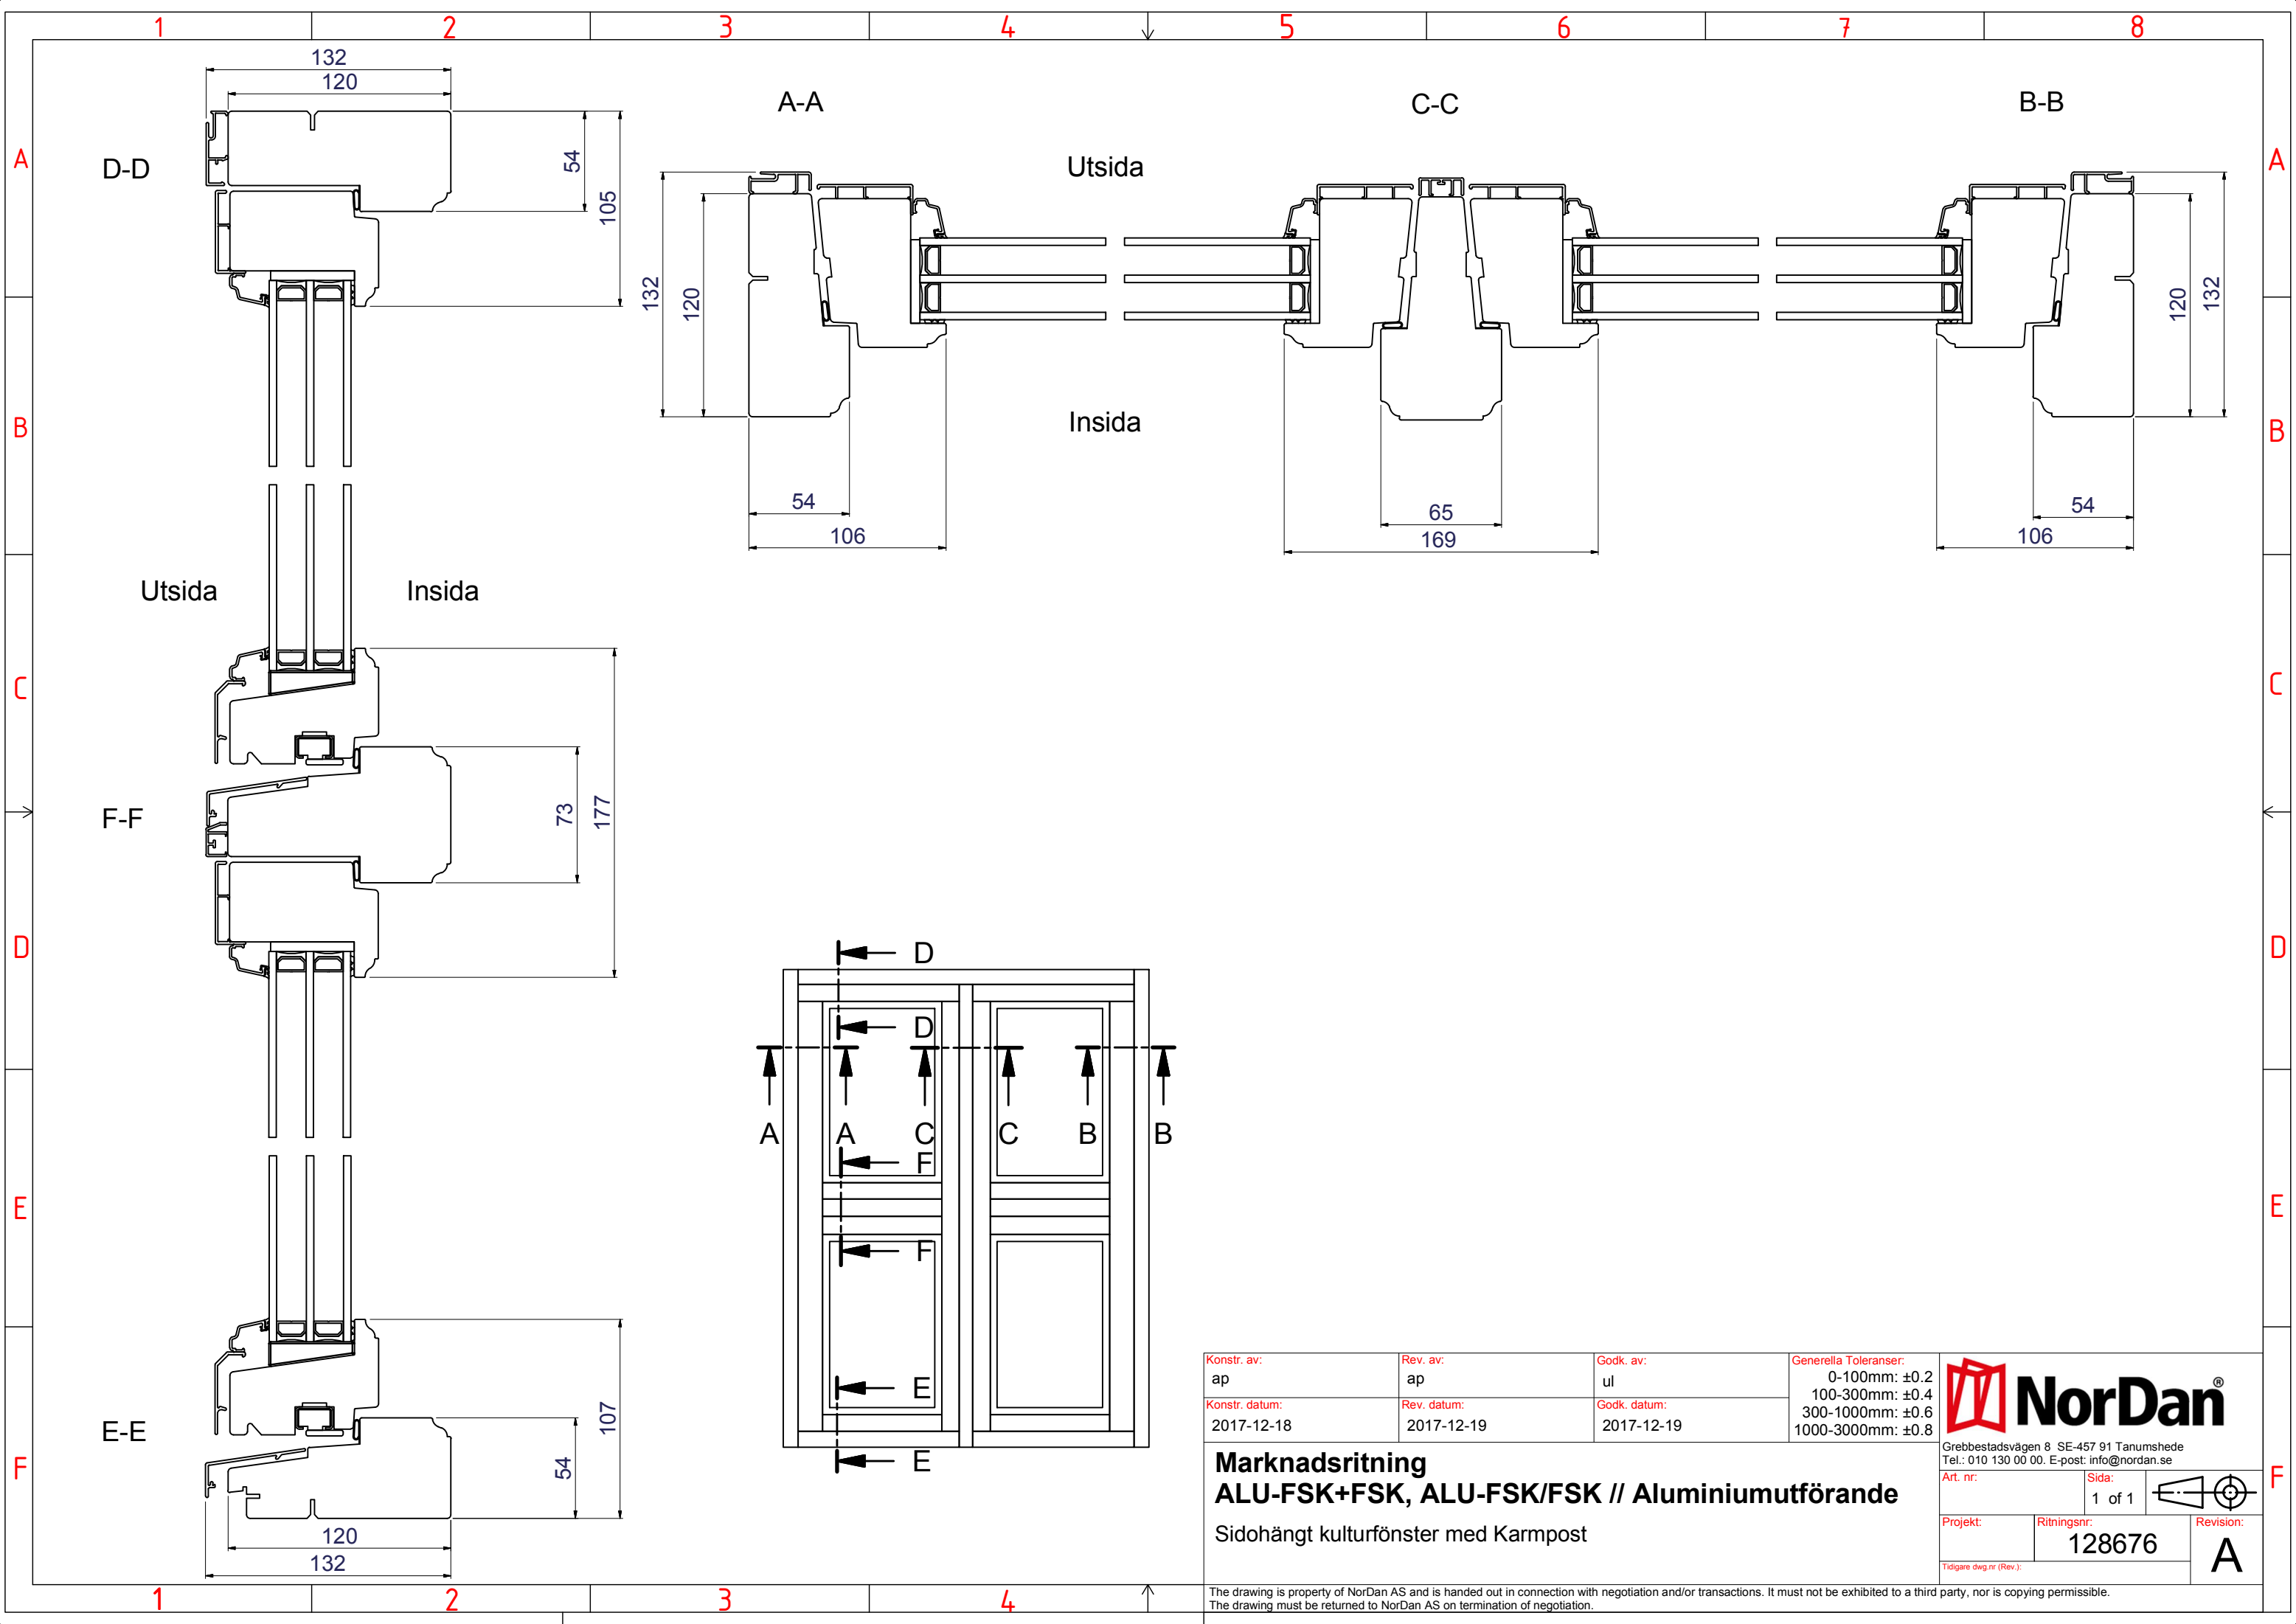 1 2 3 4 5 6 7 8
A A
B B
C C
D D
E E
F F
132
120
D-D
54
105
A-A
C-C
B-B
Utsida
132
120
120
132
Insida
54
106
65
169
54
106
Utsida
Insida
F-F
73
177
D
D
A A C C B B
F
F
E
E
E-E
107
54
120
132
Konstr. av:
ap
Rev. av:
ap
Godk. av:
ul
Generella Toleranser:
0-100mm: ±0.2
100-300mm: ±0.4
300-1000mm: ±0.6
1000-3000mm: ±0.8
Konstr. datum:
2017-12-18
Rev. datum:
2017-12-19
Godk. datum:
2017-12-19
NorDan®
Grebbestadsvägen 8 SE-457 91 Tanumshede
Tel.: 010 130 00 00. E-post: info@nordan.se
Marknadsritning
ALU-FSK+FSK, ALU-FSK/FSK // Aluminiumutförande
Sidohängt kulturfönster med Karmpost
Art. nr:
Sida:
1 of 1
Projekt:
Ritningsnr:
128676
Revision:
A
Tidigare dwg.nr (Rev.):
The drawing is property of NorDan AS and is handed out in connection with negotiation and/or transactions. It must not be exhibited to a third party, nor is copying permissible.
The drawing must be returned to NorDan AS on termination of negotiation.
1 2 3 4